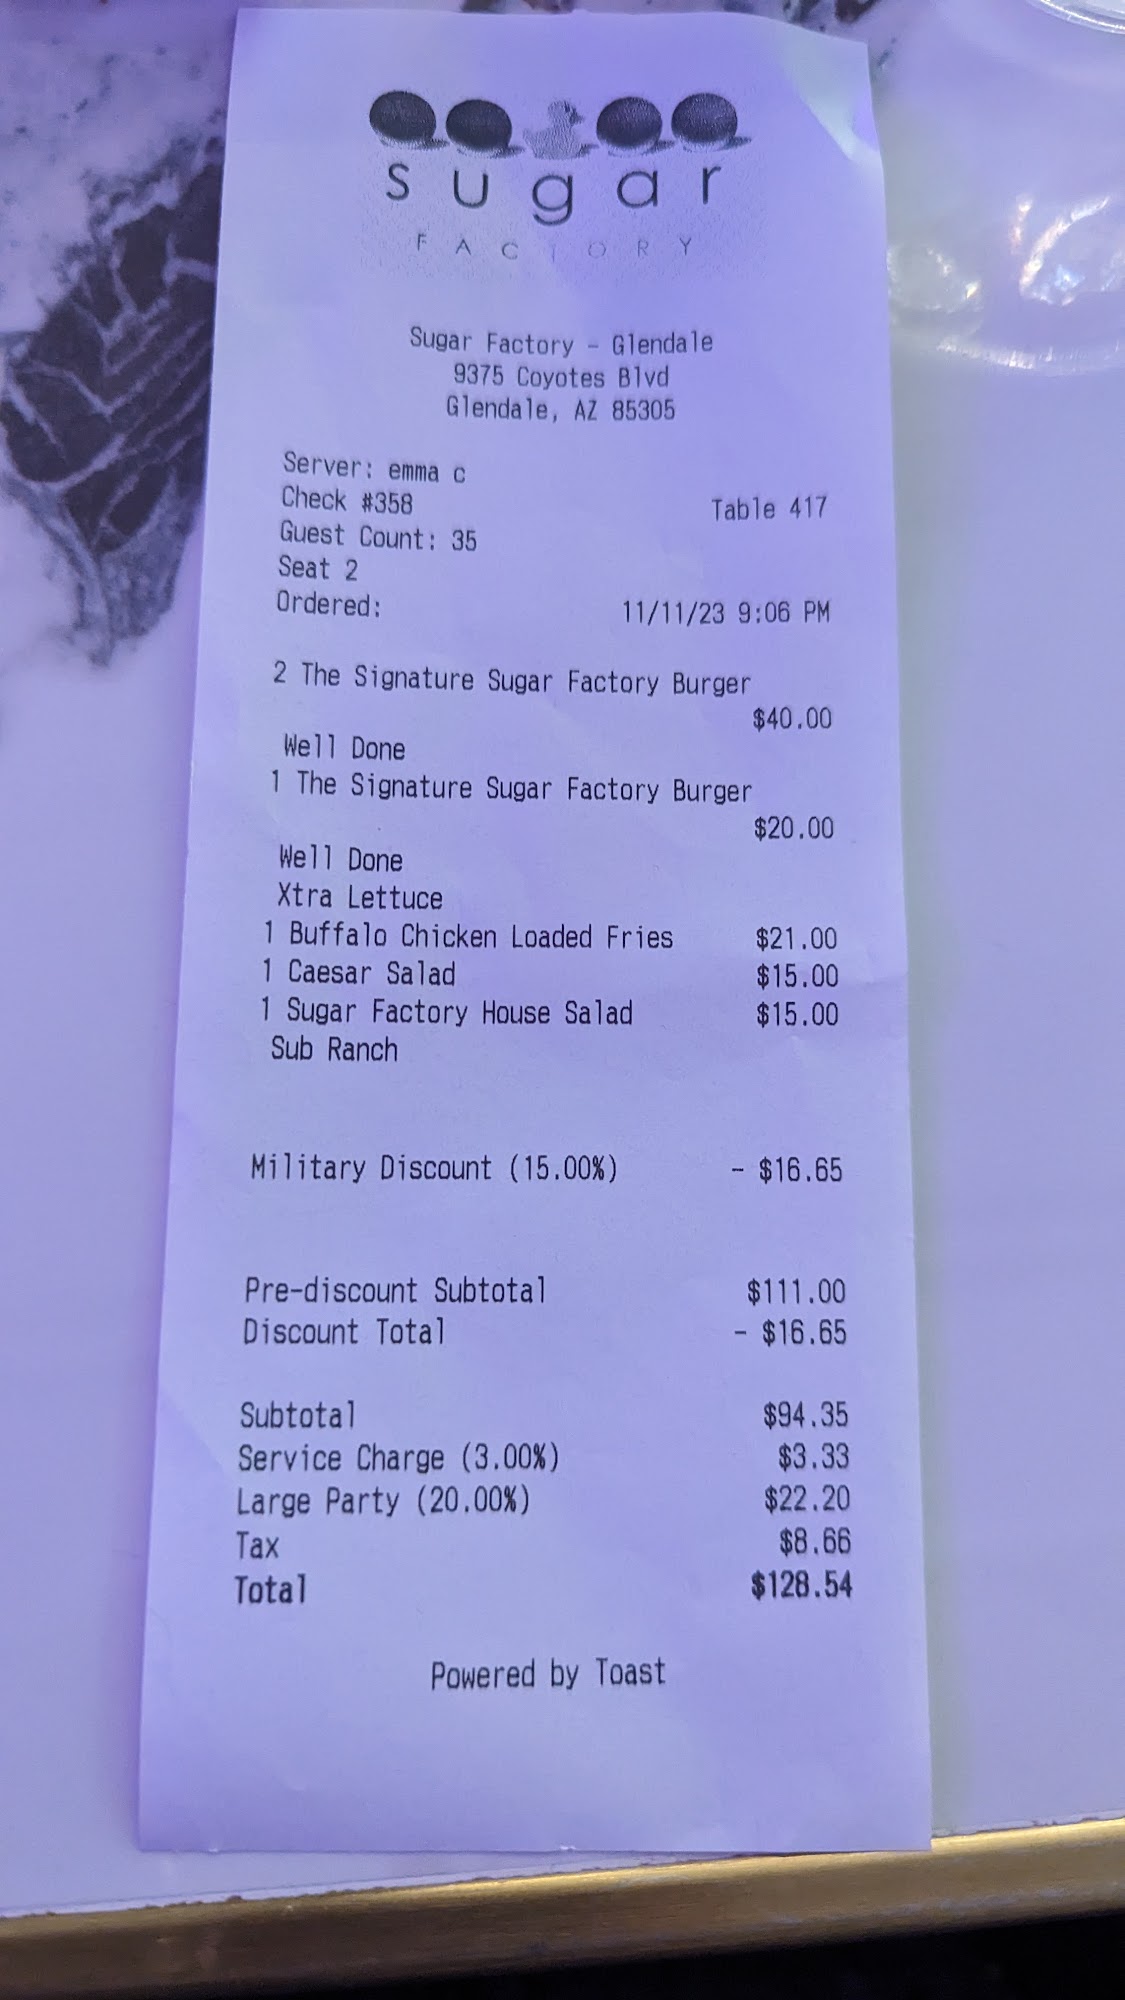 sugar
FACTORY
Sugar Factory - Glendale
9375 Coyotes Blvd
Glendale, AZ 85305
Server: emma c
Check #358 Table 417
Guest Count: 35
Seat 2
Ordered: 11/11/23 9:06 PM
2 The Signature Sugar Factory Burger
$40.00
Well Done
1 The Signature Sugar Factory Burger
$20.00
Well Done
Xtra Lettuce
1 Buffalo Chicken Loaded Fries $21.00
1 Caesar Salad $15.00
1 Sugar Factory House Salad $15.00
Sub Ranch
Military Discount (15.00%) - $16.65
Pre-discount Subtotal $111.00
Discount Total - $16.65
Subtotal $94.35
Service Charge (3.00%) $3.33
Large Party (20.00%) $22.20
Tax $8.66
Total $128.54
Powered by Toast